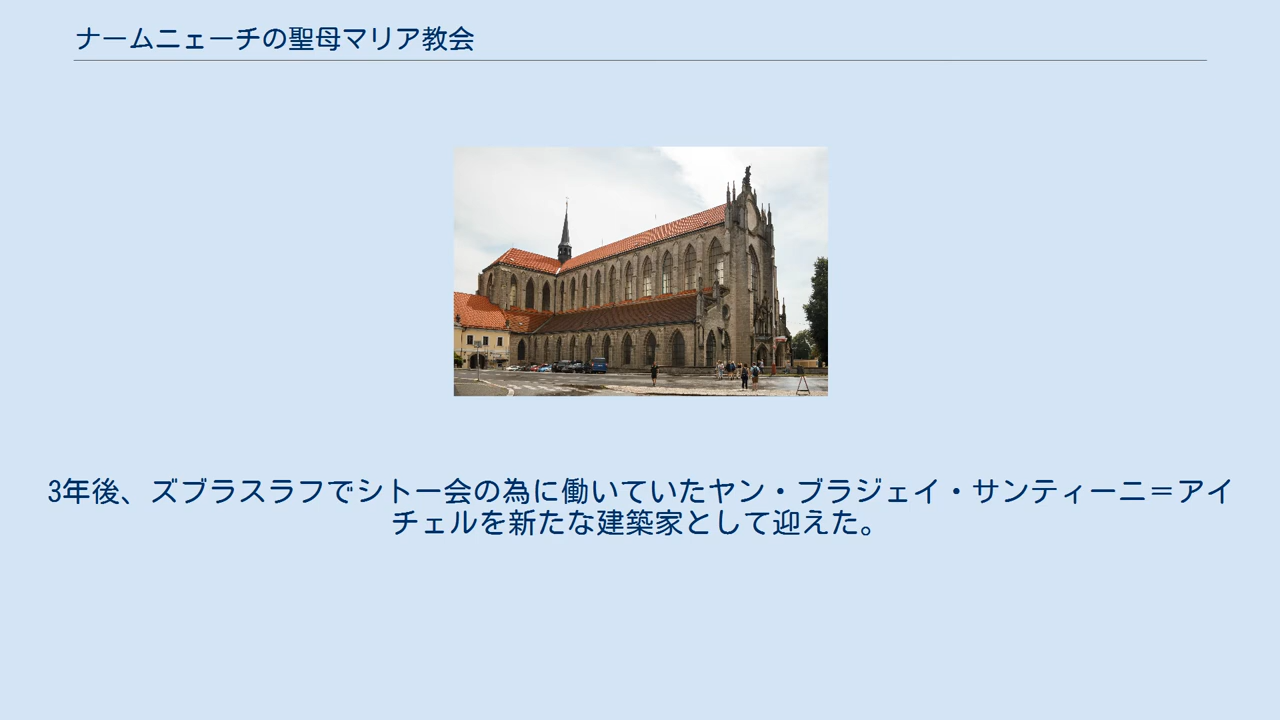 ナームニェーチの聖母マリア教会
3年後、ズブラスラフでシトー会の為に働いていたヤン・ブラジェイ・サンティーニ＝アイ
チェルを新たな建築家として迎えた。